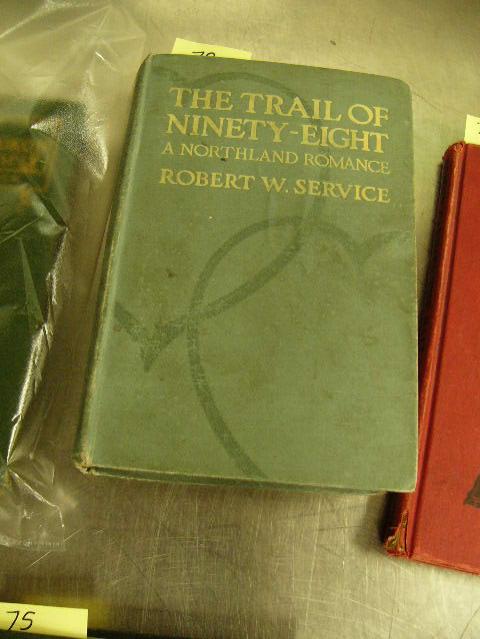 THE TRAIL OF
NINETY-EIGHT
A NORTHLAND ROMANCE
ROBERT W. SERVICE
75